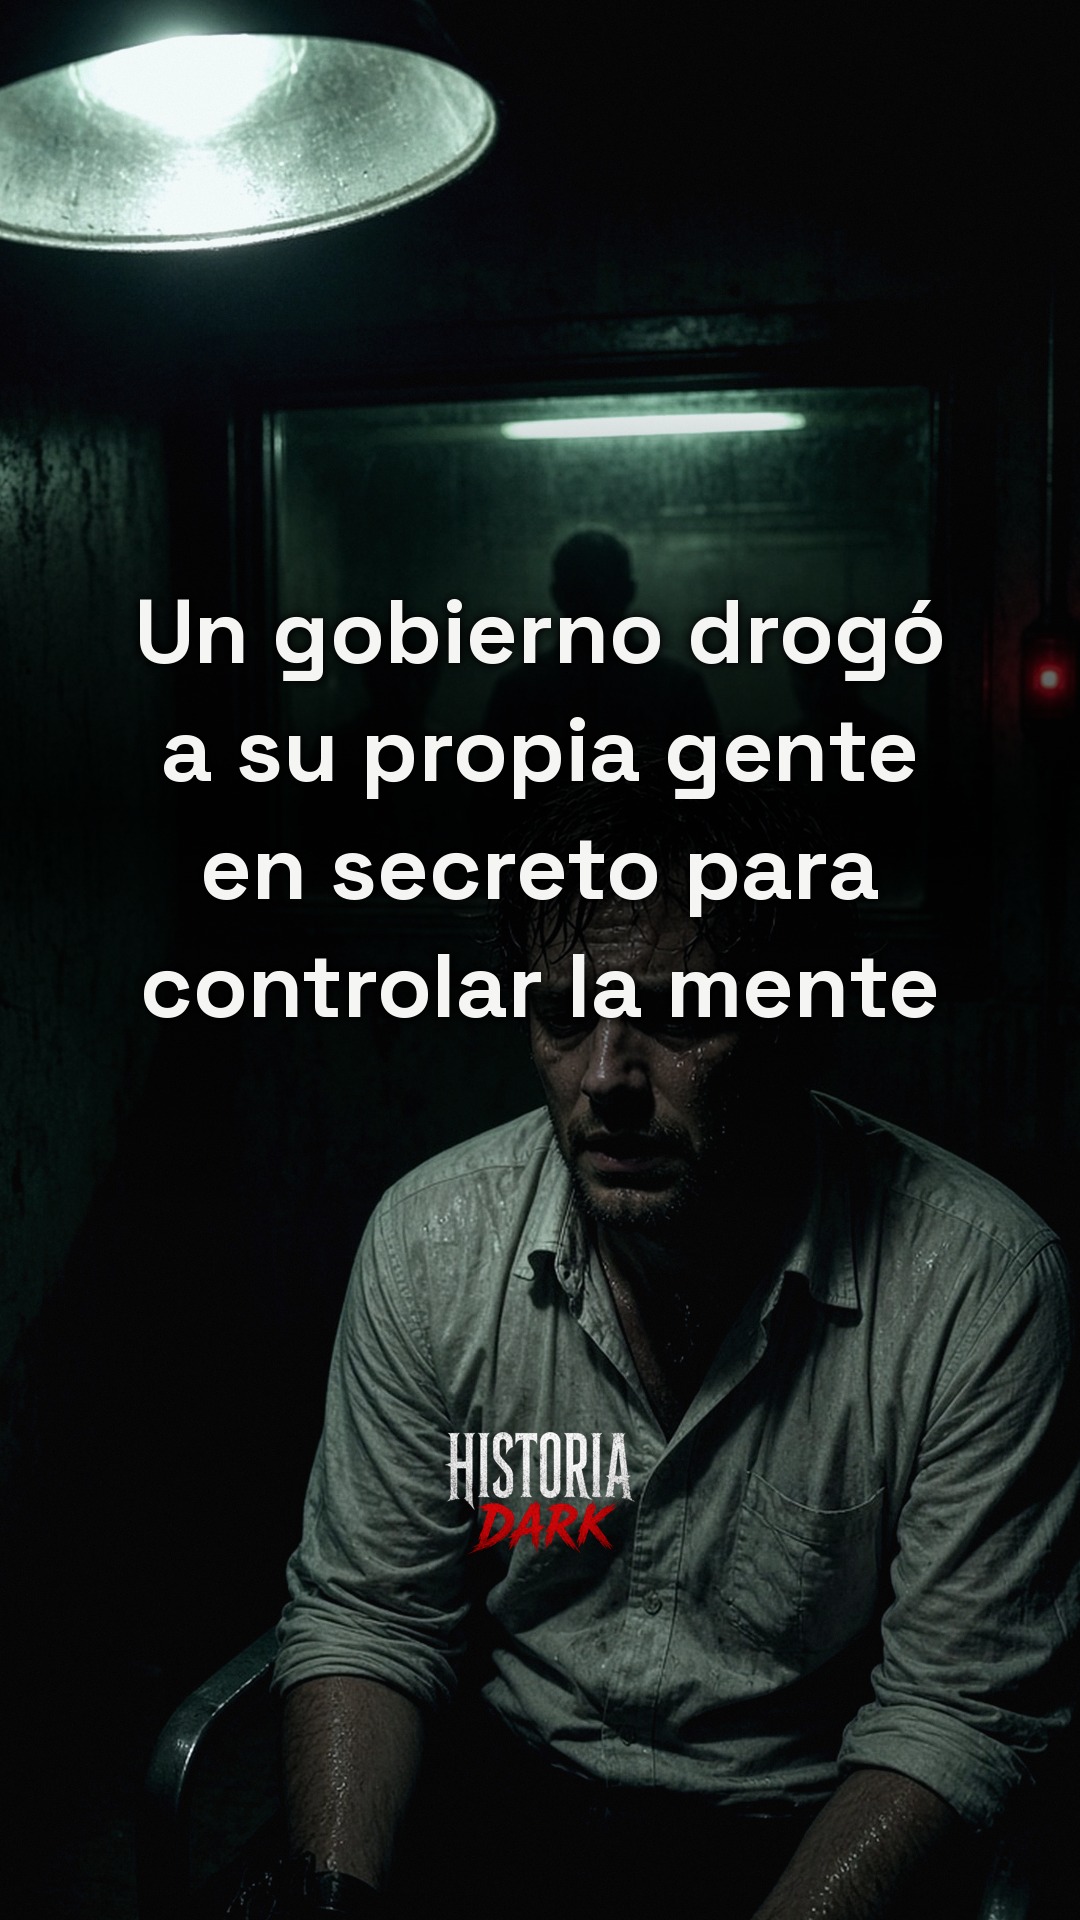 Un gobierno drogó
a su propia gente
en secreto para
controlar la mente
HISTORIA
DARK